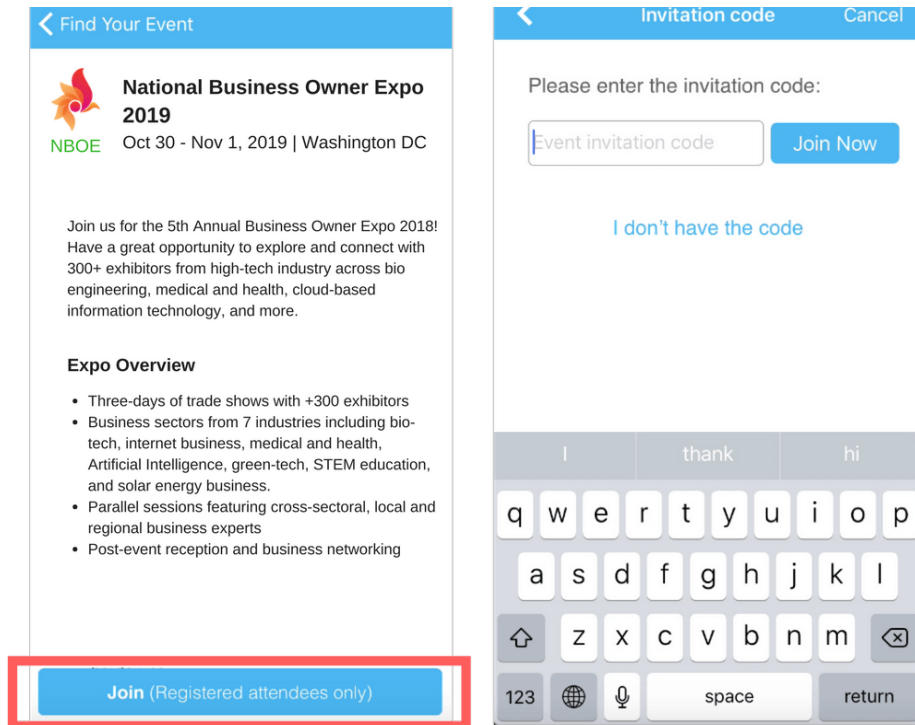 Find Your Event
National Business Owner Expo
2019
NBOE
Oct 30 - Nov 1, 2019 | Washington DC
Join us for the 5th Annual Business Owner Expo 2018!
Have a great opportunity to explore and connect with
300+ exhibitors from high-tech industry across bio
engineering, medical and health, cloud-based
information technology, and more.
Expo Overview
• Three-days of trade shows with +300 exhibitors
• Business sectors from 7 industries including bio-
tech, internet business, medical and health,
Artificial Intelligence, green-tech, STEM education,
and solar energy business.
• Parallel sessions featuring cross-sectoral, local and
regional business experts
• Post-event reception and business networking
Join (Registered attendees only)
Invitation code
Cancel
Please enter the invitation code:
Event invitation code
Join Now
I don't have the code
I thank hi
q w e r t y u i o p
a s d f g h j k l
z x c v b n m
123 space return